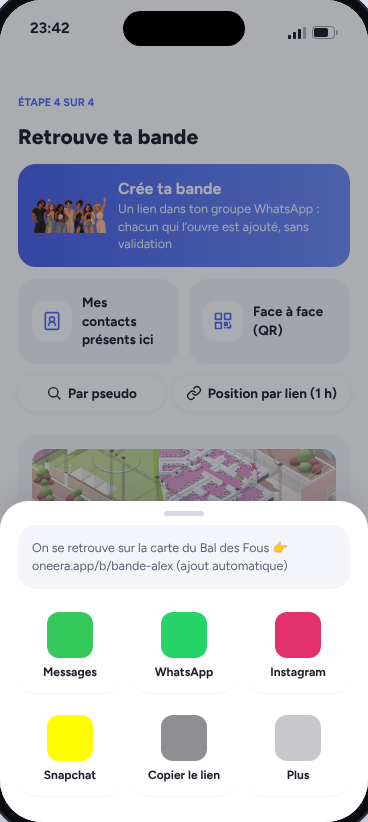 23:42
ÉTAPE 4 SUR 4
Retrouve ta bande
Crée ta bande
Un lien dans ton groupe WhatsApp :
chacun qui l'ouvre est ajouté, sans
validation
Mes
contacts
présents ici
Face à face
(QR)
Par pseudo
Position par lien (1 h)
On se retrouve sur la carte du Bal des Fous 👉
oneera.app/b/bande-alex (ajout automatique)
Messages
WhatsApp
Instagram
Snapchat
Copier le lien
Plus